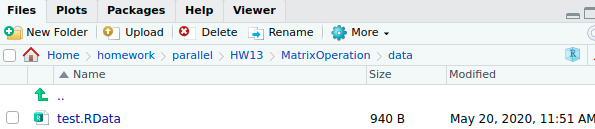 Files Plots Packages Help Viewer
New Folder Upload Delete Rename More
Home homework parallel HW13 MatrixOperation data
Name Size Modified
..
test.RData 940 B May 20, 2020, 11:51 AM